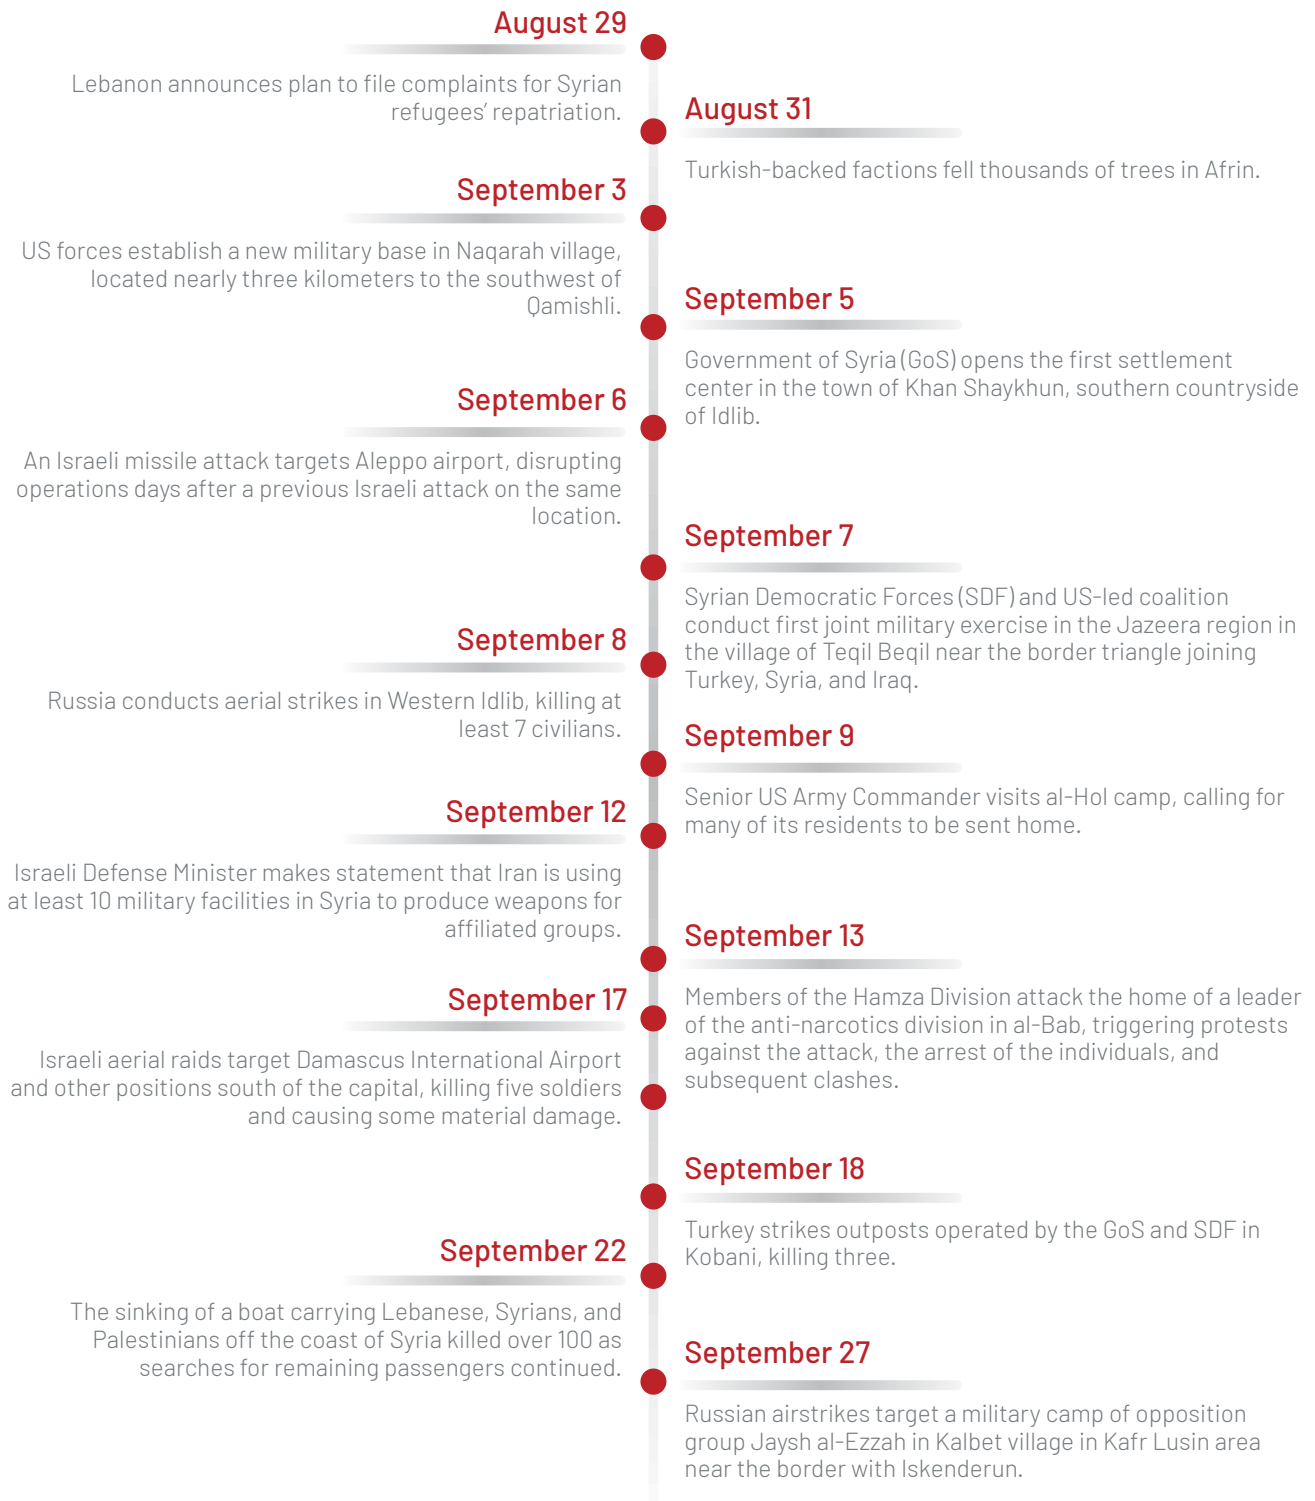 August 29
Lebanon announces plan to file complaints for Syrian
refugees’ repatriation.
August 31
Turkish-backed factions fell thousands of trees in Afrin.
September 3
US forces establish a new military base in Naqarah village,
located nearly three kilometers to the southwest of
Qamishli.
September 5
Government of Syria (GoS) opens the first settlement
center in the town of Khan Shaykhun, southern countryside
of Idlib.
September 6
An Israeli missile attack targets Aleppo airport, disrupting
operations days after a previous Israeli attack on the same
location.
September 7
Syrian Democratic Forces (SDF) and US-led coalition
conduct first joint military exercise in the Jazeera region in
the village of Teqil Beqil near the border triangle joining
Turkey, Syria, and Iraq.
September 8
Russia conducts aerial strikes in Western Idlib, killing at
least 7 civilians.
September 9
Senior US Army Commander visits al-Hol camp, calling for
many of its residents to be sent home.
September 12
Israeli Defense Minister makes statement that Iran is using
at least 10 military facilities in Syria to produce weapons for
affiliated groups.
September 13
Members of the Hamza Division attack the home of a leader
of the anti-narcotics division in al-Bab, triggering protests
against the attack, the arrest of the individuals, and
subsequent clashes.
September 17
Israeli aerial raids target Damascus International Airport
and other positions south of the capital, killing five soldiers
and causing some material damage.
September 18
Turkey strikes outposts operated by the GoS and SDF in
Kobani, killing three.
September 22
The sinking of a boat carrying Lebanese, Syrians, and
Palestinians off the coast of Syria killed over 100 as
searches for remaining passengers continued.
September 27
Russian airstrikes target a military camp of opposition
group Jaysh al-Ezzah in Kalbet village in Kafr Lusin area
near the border with Iskenderun.